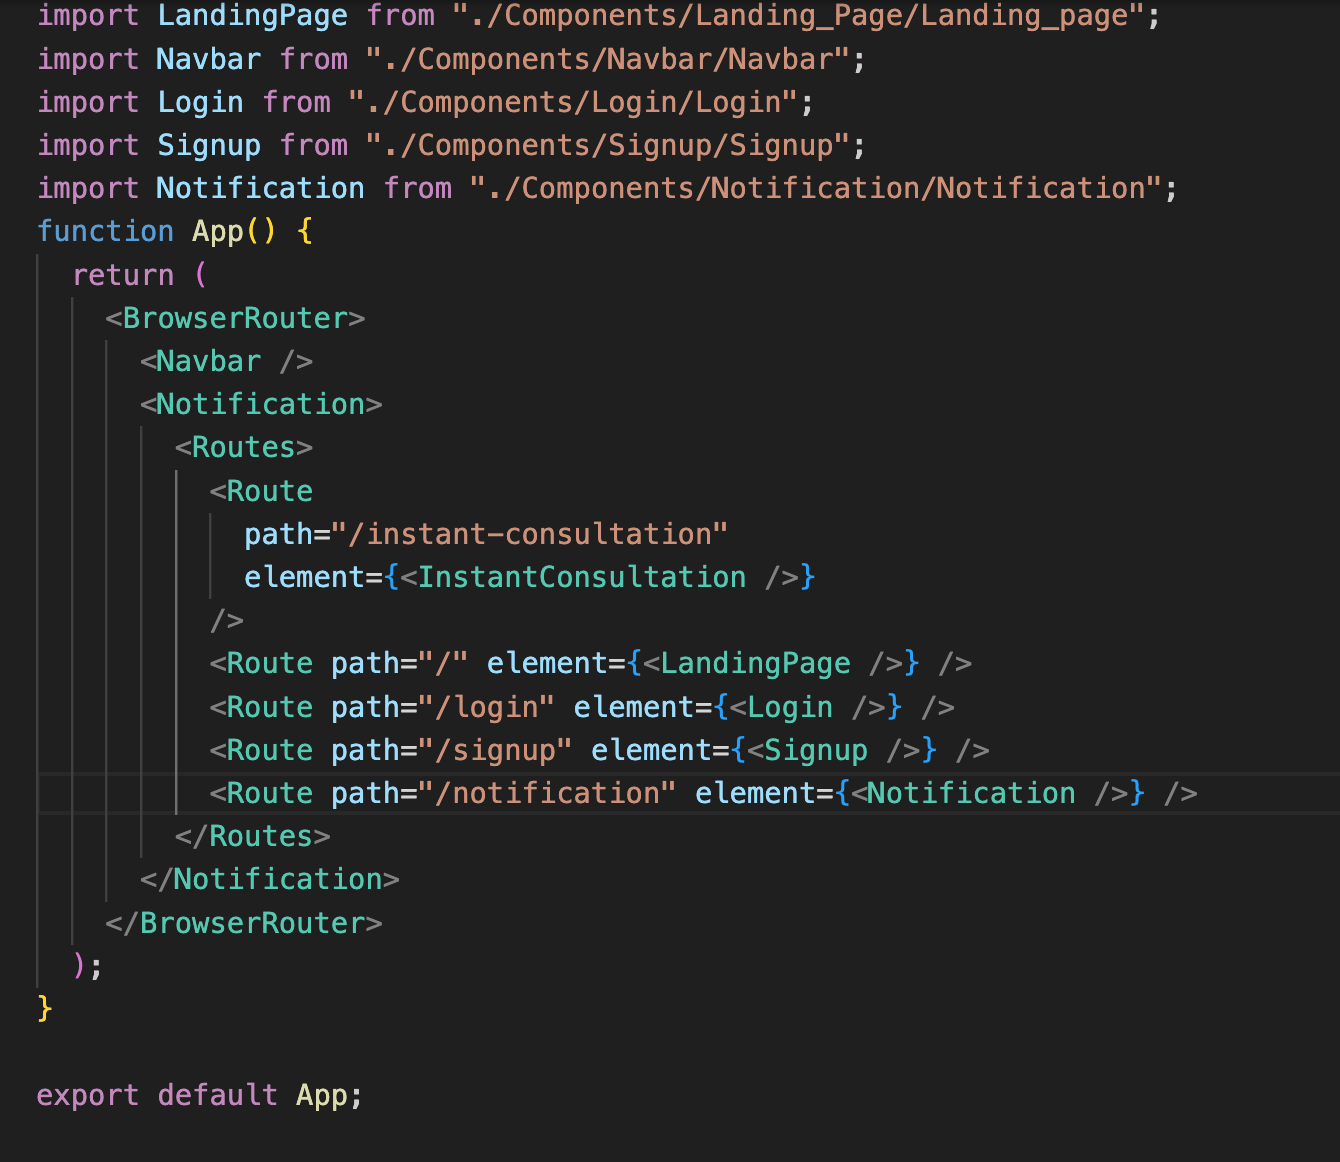 import LandingPage from "./Components/Landing_Page/Landing_page";
import Navbar from "./Components/Navbar/Navbar";
import Login from "./Components/Login/Login";
import Signup from "./Components/Signup/Signup";
import Notification from "./Components/Notification/Notification";
function App() {
  return (
    <BrowserRouter>
      <Navbar />
      <Notification>
        <Routes>
          <Route
            path="/instant-consultation"
            element={<InstantConsultation />}
          />
          <Route path="/" element={<LandingPage />} />
          <Route path="/login" element={<Login />} />
          <Route path="/signup" element={<Signup />} />
          <Route path="/notification" element={<Notification />} />
        </Routes>
      </Notification>
    </BrowserRouter>
  );
}

export default App;